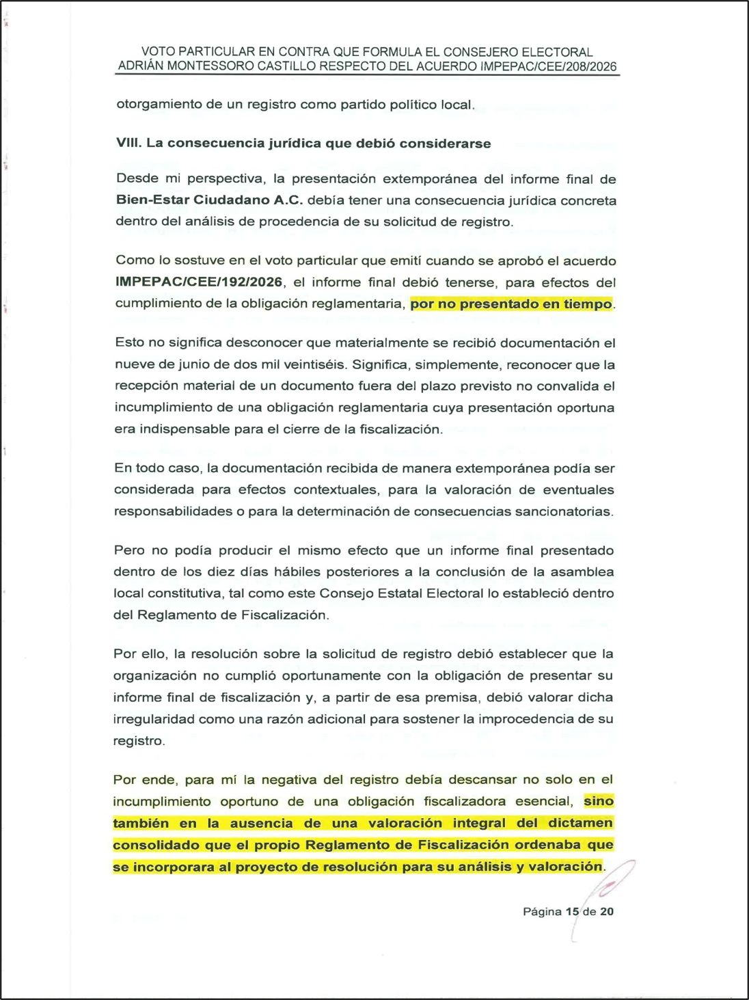 VOTO PARTICULAR EN CONTRA QUE FORMULA EL CONSEJERO ELECTORAL
ADRIÁN MONTESSORO CASTILLO RESPECTO DEL ACUERDO IMPEPAC/CEE/208/2026
otorgamiento de un registro como partido político local.
VIII. La consecuencia jurídica que debió considerarse
Desde mi perspectiva, la presentación extemporánea del informe final de
Bien-Estar Ciudadano A.C. debía tener una consecuencia jurídica concreta
dentro del análisis de procedencia de su solicitud de registro.
Como lo sostuve en el voto particular que emití cuando se aprobó el acuerdo
IMPEPAC/CEE/192/2026, el informe final debió tenerse, para efectos del
cumplimiento de la obligación reglamentaria, por no presentado en tiempo.
Esto no significa desconocer que materialmente se recibió documentación el
nueve de junio de dos mil veintiséis. Significa, simplemente, reconocer que la
recepción material de un documento fuera del plazo previsto no convalida el
incumplimiento de una obligación reglamentaria cuya presentación oportuna
era indispensable para el cierre de la fiscalización.
En todo caso, la documentación recibida de manera extemporánea podía ser
considerada para efectos contextuales, para la valoración de eventuales
responsabilidades o para la determinación de consecuencias sancionatorias.
Pero no podía producir el mismo efecto que un informe final presentado
dentro de los diez días hábiles posteriores a la conclusión de la asamblea
local constitutiva, tal como este Consejo Estatal Electoral lo estableció dentro
del Reglamento de Fiscalización.
Por ello, la resolución sobre la solicitud de registro debió establecer que la
organización no cumplió oportunamente con la obligación de presentar su
informe final de fiscalización y, a partir de esa premisa, debió valorar dicha
irregularidad como una razón adicional para sostener la improcedencia de su
registro.
Por ende, para mí la negativa del registro debía descansar no solo en el
incumplimiento oportuno de una obligación fiscalizadora esencial, sino
también en la ausencia de una valoración integral del dictamen
consolidado que el propio Reglamento de Fiscalización ordenaba que
se incorporara al proyecto de resolución para su análisis y valoración.
Página 15 de 20